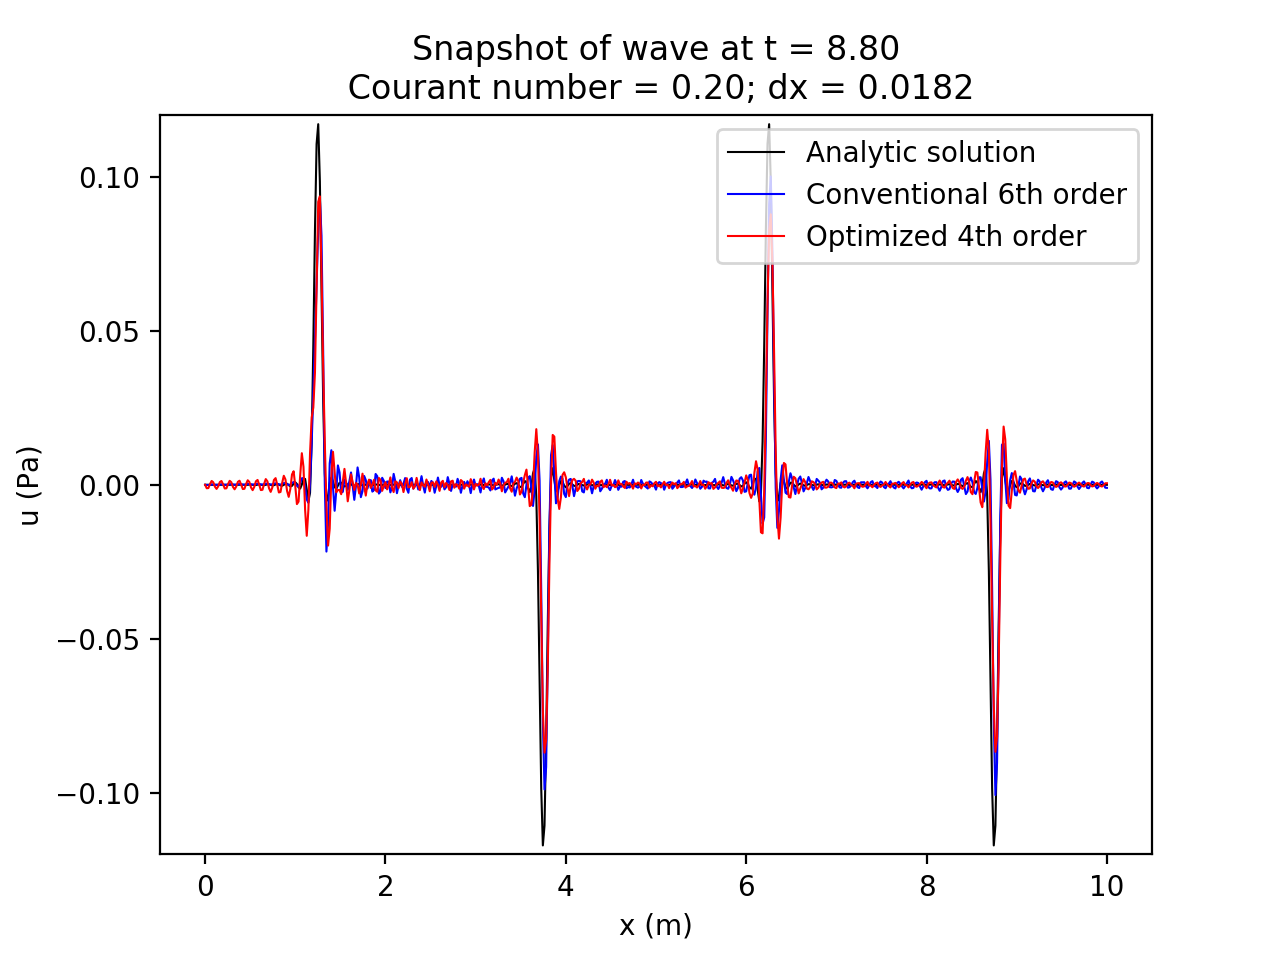 Snapshot of wave at t = 8.80
Courant number = 0.20; dx = 0.0182
Analytic solution
Conventional 6th order
Optimized 4th order
0.10
0.05
0.00
−0.05
−0.10
u (Pa)
0 2 4 6 8 10
x (m)